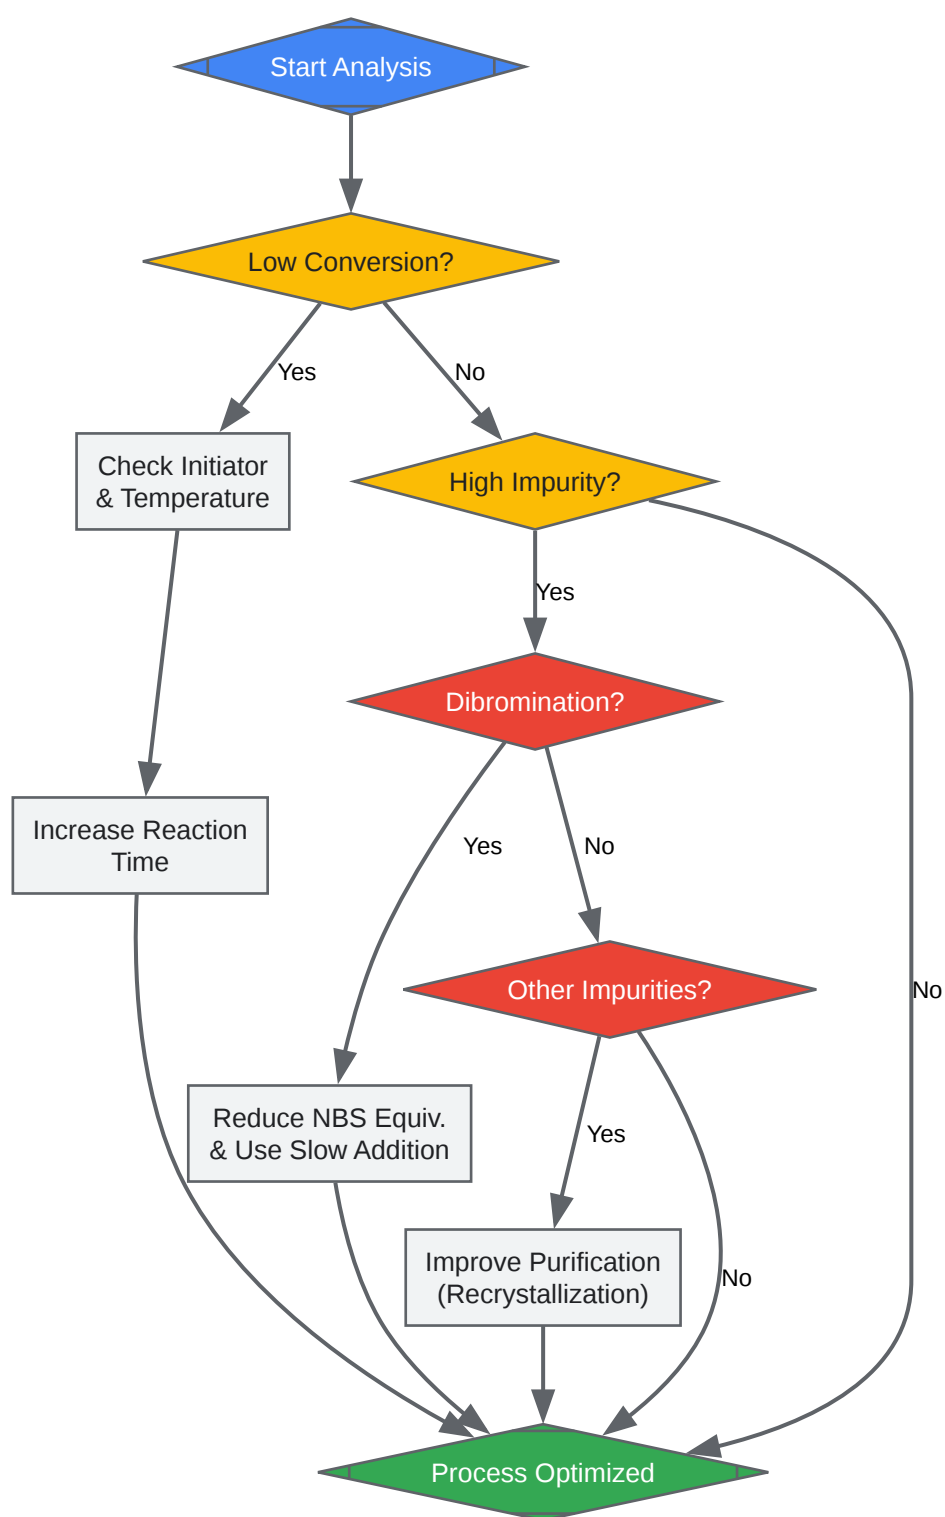 Start Analysis
Low Conversion?
Yes
No
Check Initiator
& Temperature
High Impurity?
Yes
Dibromination?
Increase Reaction
Time
Yes
No
Other Impurities?
No
Reduce NBS Equiv.
& Use Slow Addition
Yes
Improve Purification
(Recrystallization)
No
Process Optimized